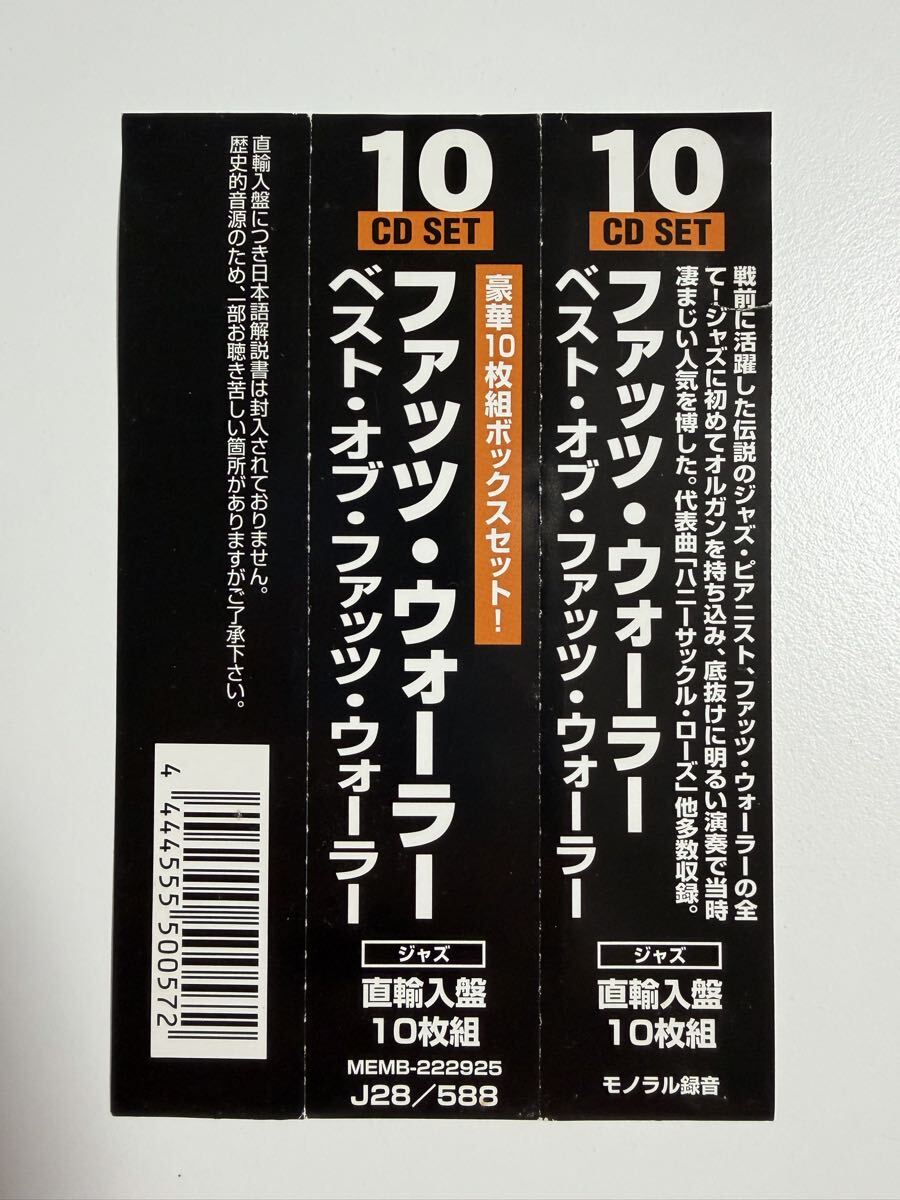 10
CD SET
戦前に活躍した伝説のジャズ・ピアニスト、ファッツ・ウォーラーの全
て!ジャズに初めてオルガンを持ち込み、底抜けに明るい演奏で当時
凄まじい人気を博した。代表曲「ハニーサックル・ローズ」他多数収録。
ファッツ・ウォーラー
ベスト・オブ・ファッツ・ウォーラー
ジャズ
直輸入盤
10枚組
モノラル録音
10
CD SET
豪華10枚組ボックスセット!
ファッツ・ウォーラー
ベスト・オブ・ファッツ・ウォーラー
ジャズ
直輸入盤
10枚組
MEMB-222925
J28/588
直輸入盤につき日本語解説書は封入されておりません。
歴史的音源のため、一部お聴き苦しい箇所がありますがご了承下さい。
4 444555 500572